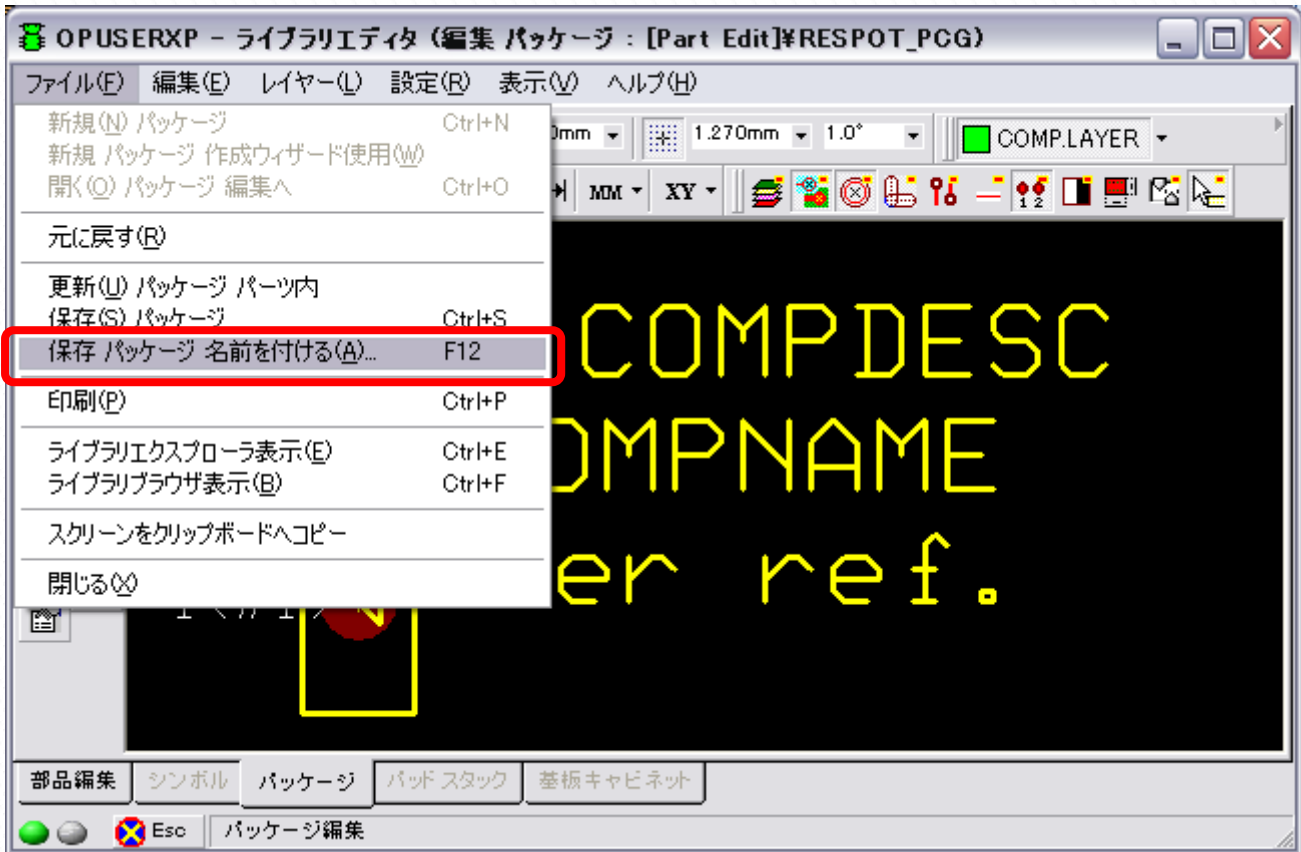 OPUSERXP - ライブラリエディタ (編集 パッケージ : [Part Edit]¥RESPOT_PCG)
ファイル(F) 編集(E) レイヤー(L) 設定(R) 表示(V) ヘルプ(H)
新規(N) パッケージ Ctrl+N
新規 パッケージ 作成ウィザード使用(W)
開く(O) パッケージ 編集へ Ctrl+O
元に戻す(R)
更新(U) パッケージ パーツ内
保存(S) パッケージ Ctrl+S
保存 パッケージ 名前を付ける(A)... F12
印刷(P) Ctrl+P
ライブラリエクスプローラ表示(E) Ctrl+E
ライブラリブラウザ表示(B) Ctrl+F
スクリーンをクリップボードへコピー
閉じる(X)
0mm 1.270mm 1.0° COMP.LAYER
MM XY
COMPDESC
OMPNAME
er ref.
部品編集 シンボル パッケージ パッド スタック 基板キャビネット
Esc パッケージ編集